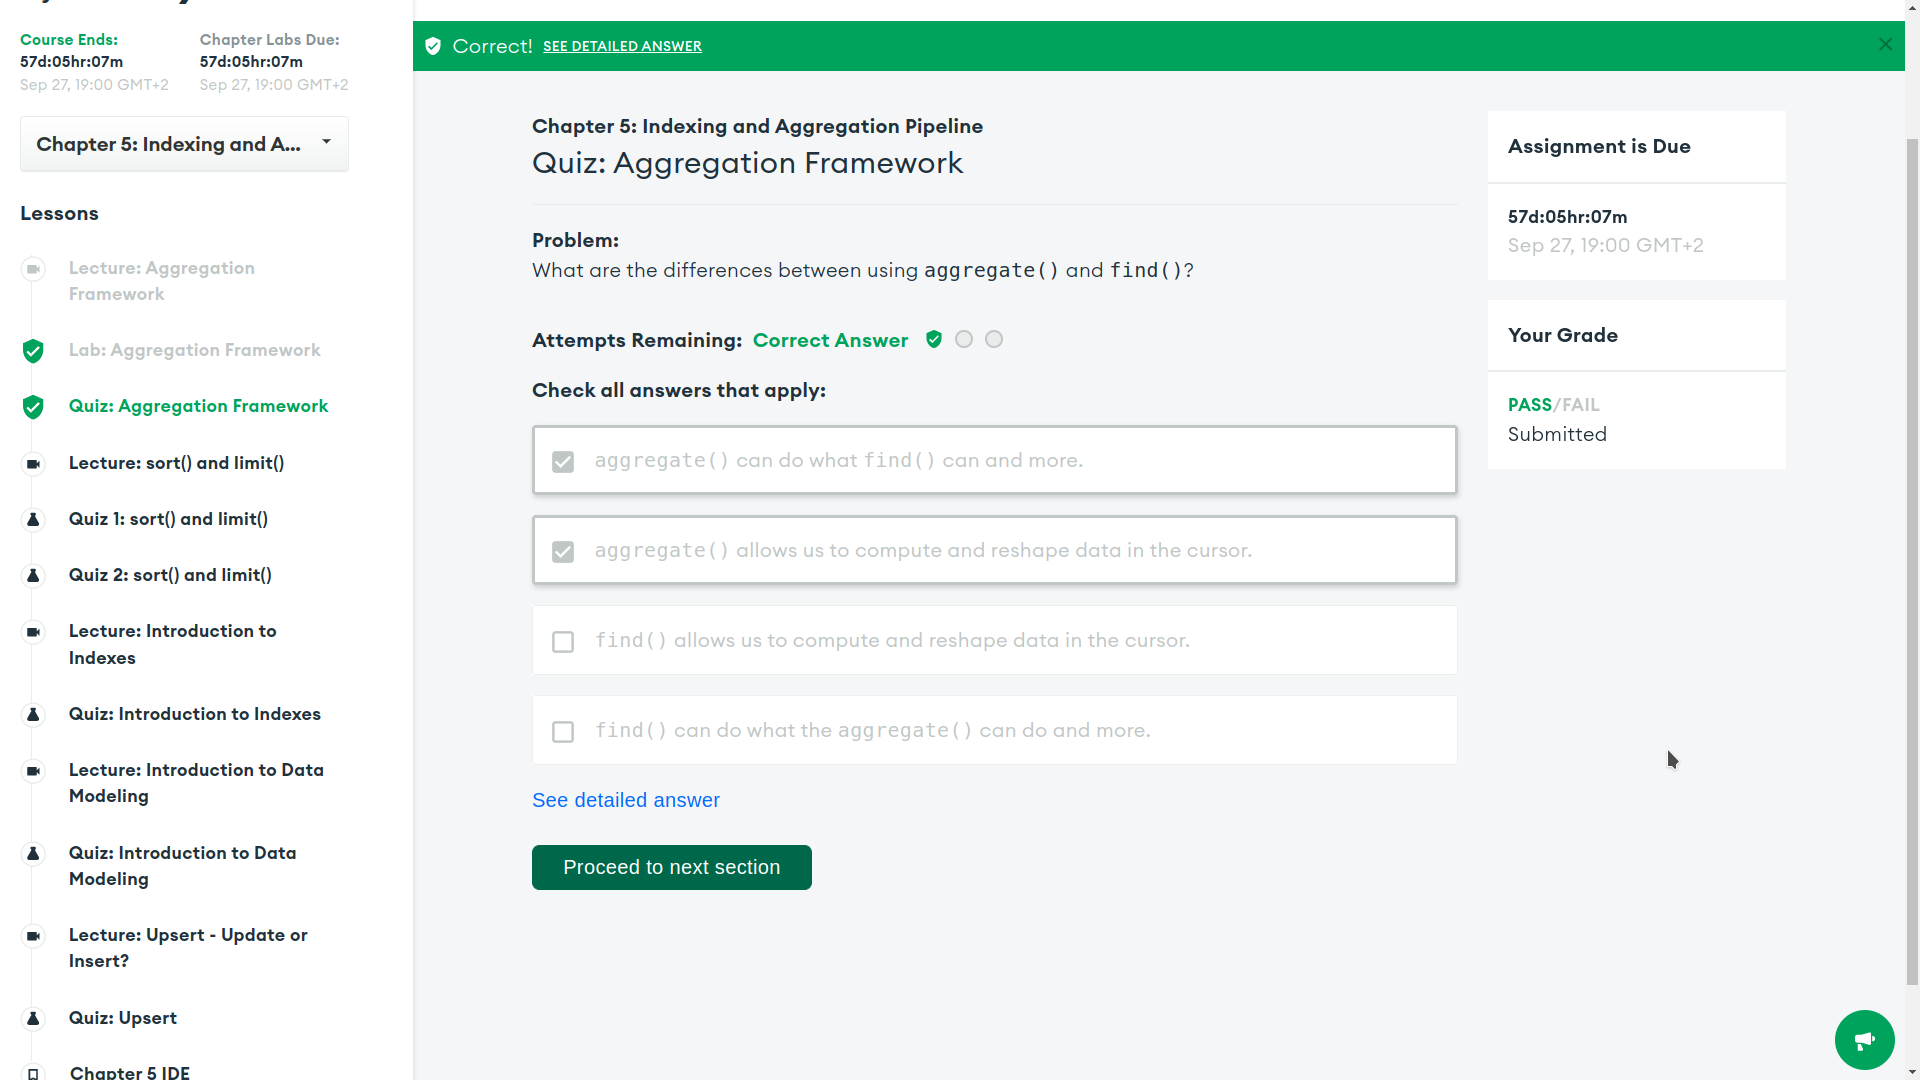 Course Ends:
57d:05hr:07m
Sep 27, 19:00 GMT+2
Chapter Labs Due:
57d:05hr:07m
Sep 27, 19:00 GMT+2
Chapter 5: Indexing and A...
Lessons
Lecture: Aggregation
Framework
Lab: Aggregation Framework
Quiz: Aggregation Framework
Lecture: sort() and limit()
Quiz 1: sort() and limit()
Quiz 2: sort() and limit()
Lecture: Introduction to
Indexes
Quiz: Introduction to Indexes
Lecture: Introduction to Data
Modeling
Quiz: Introduction to Data
Modeling
Lecture: Upsert - Update or
Insert?
Quiz: Upsert
Chapter 5 IDE
Correct! SEE DETAILED ANSWER
Chapter 5: Indexing and Aggregation Pipeline
Quiz: Aggregation Framework
Problem:
What are the differences between using aggregate() and find()?
Attempts Remaining: Correct Answer
Check all answers that apply:
aggregate() can do what find() can and more.
aggregate() allows us to compute and reshape data in the cursor.
find() allows us to compute and reshape data in the cursor.
find() can do what the aggregate() can do and more.
See detailed answer
Proceed to next section
Assignment is Due
57d:05hr:07m
Sep 27, 19:00 GMT+2
Your Grade
PASS/FAIL
Submitted